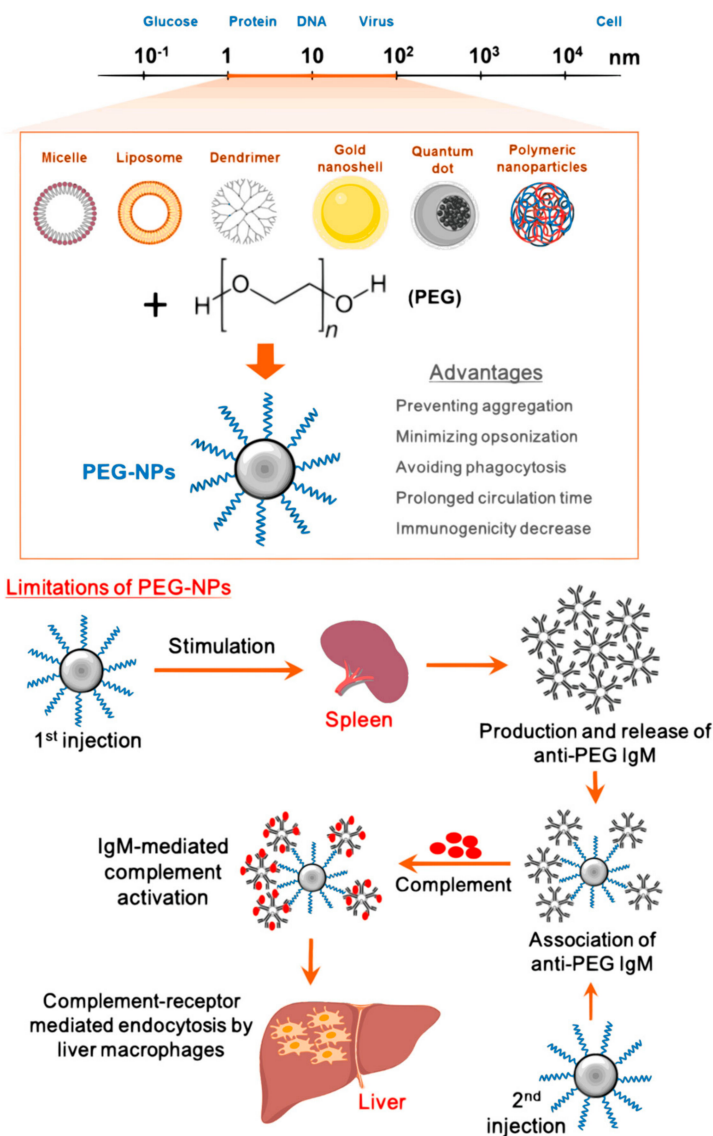 Glucose Protein DNA Virus Cell
10⁻¹ 1 10 10² 10³ 10⁴ nm
Micelle Liposome Dendrimer Gold nanoshell Quantum dot Polymeric nanoparticles
+ H O O H n (PEG)
Advantages
Preventing aggregation
Minimizing opsonization
Avoiding phagocytosis
Prolonged circulation time
Immunogenicity decrease
PEG-NPs
Limitations of PEG-NPs
Stimulation
1st injection
Spleen
Production and release of
anti-PEG IgM
IgM-mediated
complement
activation
Complement
Association of
anti-PEG IgM
Complement-receptor
mediated endocytosis by
liver macrophages
Liver
2nd
injection